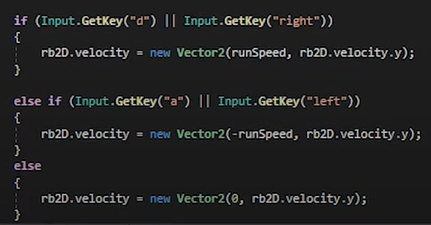 if (Input.GetKey("d") || Input.GetKey("right"))
{
rb2D.velocity = new Vector2(runSpeed, rb2D.velocity.y);
}
else if (Input.GetKey("a") || Input.GetKey("left"))
{
rb2D.velocity = new Vector2(-runSpeed, rb2D.velocity.y);
}
else
{
rb2D.velocity = new Vector2(0, rb2D.velocity.y);
}